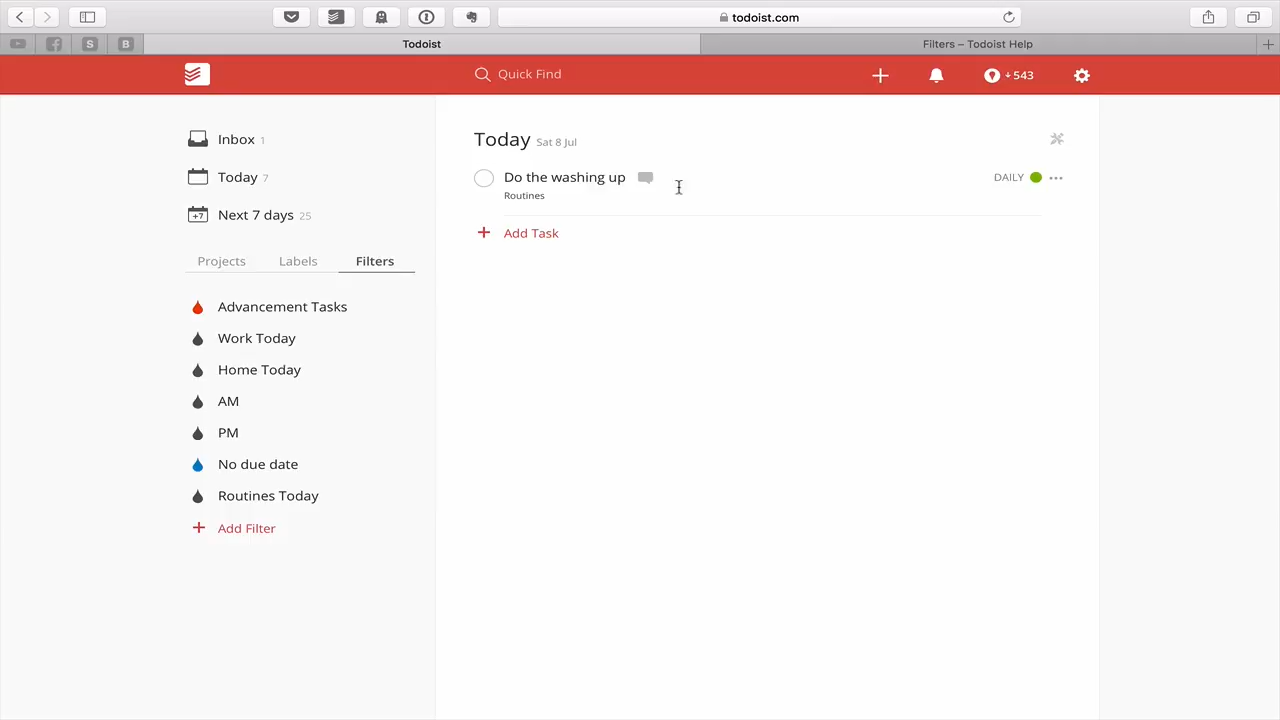 todoist.com
S
B
Todoist
Filters – Todoist Help
Quick Find
543
Inbox 1
Today 7
+7
Next 7 days 25
Projects
Labels
Filters
Advancement Tasks
Work Today
Home Today
AM
PM
No due date
Routines Today
+ Add Filter
Today Sat 8 Jul
Do the washing up
DAILY
Routines
+ Add Task